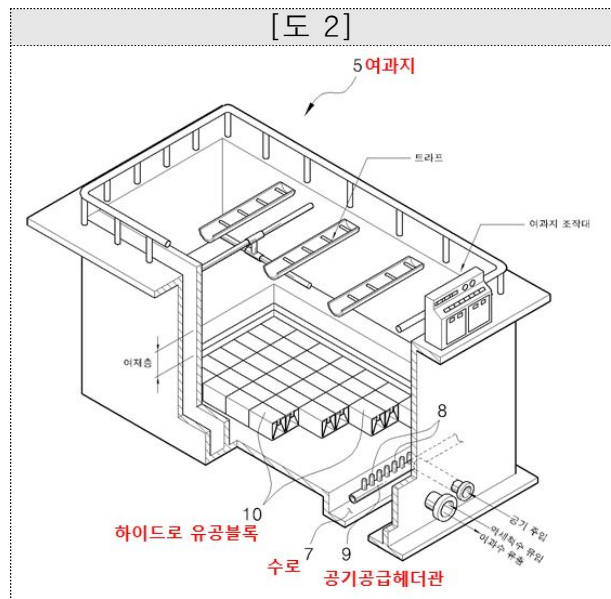 [도 2]
5 여과지
트라프
여과지 조작대
여재층
8
10
하이드로 유공블록
7
수로
9
공기공급헤더관
공기 주입
역세척수 유입
여과수 유출